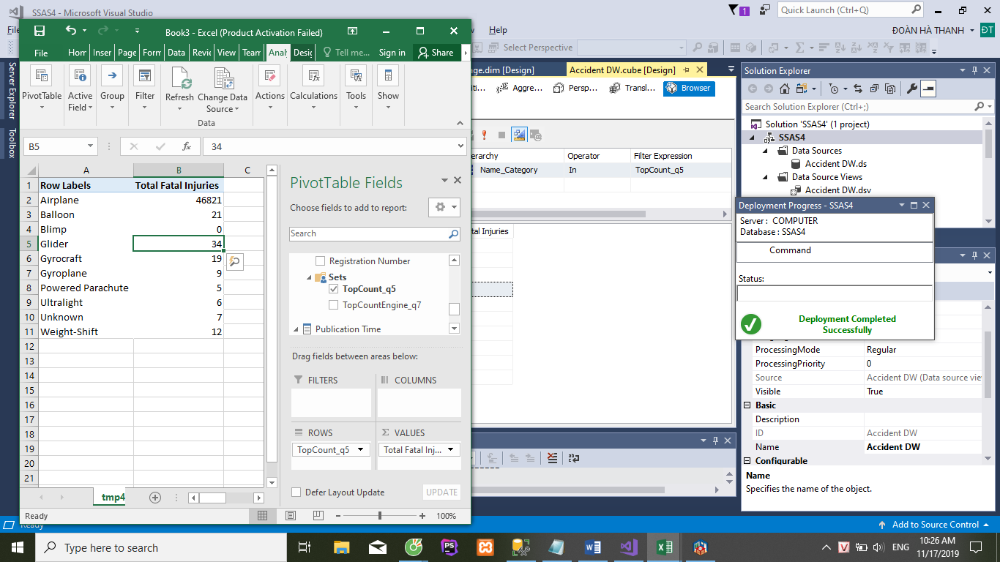 SSAS4 - Microsoft Visual Studio
Quick Launch (Ctrl+Q)
1
Help
ĐOÀN HÀ THANH
ĐT
Select Perspective
Book3 - Excel (Product Activation Failed)
File
Hom
Inser
Page
Form
Data
Revie
View
Team
Analy
Desig
Tell me...
Sign in
Share
PivotTable
Active
Field
Group
Filter
Refresh
Change Data
Source
Actions
Calculations
Tools
Show
Data
B5
fx
34
A
B
C
1
Row Labels
Total Fatal Injuries
2
Airplane
46821
3
Balloon
21
4
Blimp
0
5
Glider
34
6
Gyrocraft
19
7
Gyroplane
9
8
Powered Parachute
5
9
Ultralight
6
10
Unknown
7
11
Weight-Shift
12
12
13
14
15
16
17
18
19
20
21
tmp4
Ready
100%
PivotTable Fields
Choose fields to add to report:
Search
Registration Number
Sets
TopCount_q5
TopCountEngine_q7
Publication Time
Drag fields between areas below:
FILTERS
COLUMNS
ROWS
VALUES
TopCount_q5
Total Fatal Inj...
Defer Layout Update
UPDATE
Server Explorer
Toolbox
nge.dim [Design]
Accident DW.cube [Design]
iti...
Aggre...
Persp...
Transl...
Browser
erarchy
Operator
Filter Expression
Name_Category
In
TopCount_q5
tal Injuries
Solution Explorer
Search Solution Explorer (Ctrl+;)
Solution 'SSAS4' (1 project)
SSAS4
Data Sources
Accident DW.ds
Data Source Views
Accident DW.dsv
Deployment Progress - SSAS4
Server : COMPUTER
Database : SSAS4
Command
Status:
Deployment Completed
Successfully
ProcessingMode
Regular
ProcessingPriority
0
Source
Accident DW (Data source vie
Visible
True
Basic
Description
ID
Accident DW
Name
Accident DW
Configurable
Name
Specifies the name of the object.
Ready
Add to Source Control
Type here to search
ENG
10:26 AM
11/17/2019